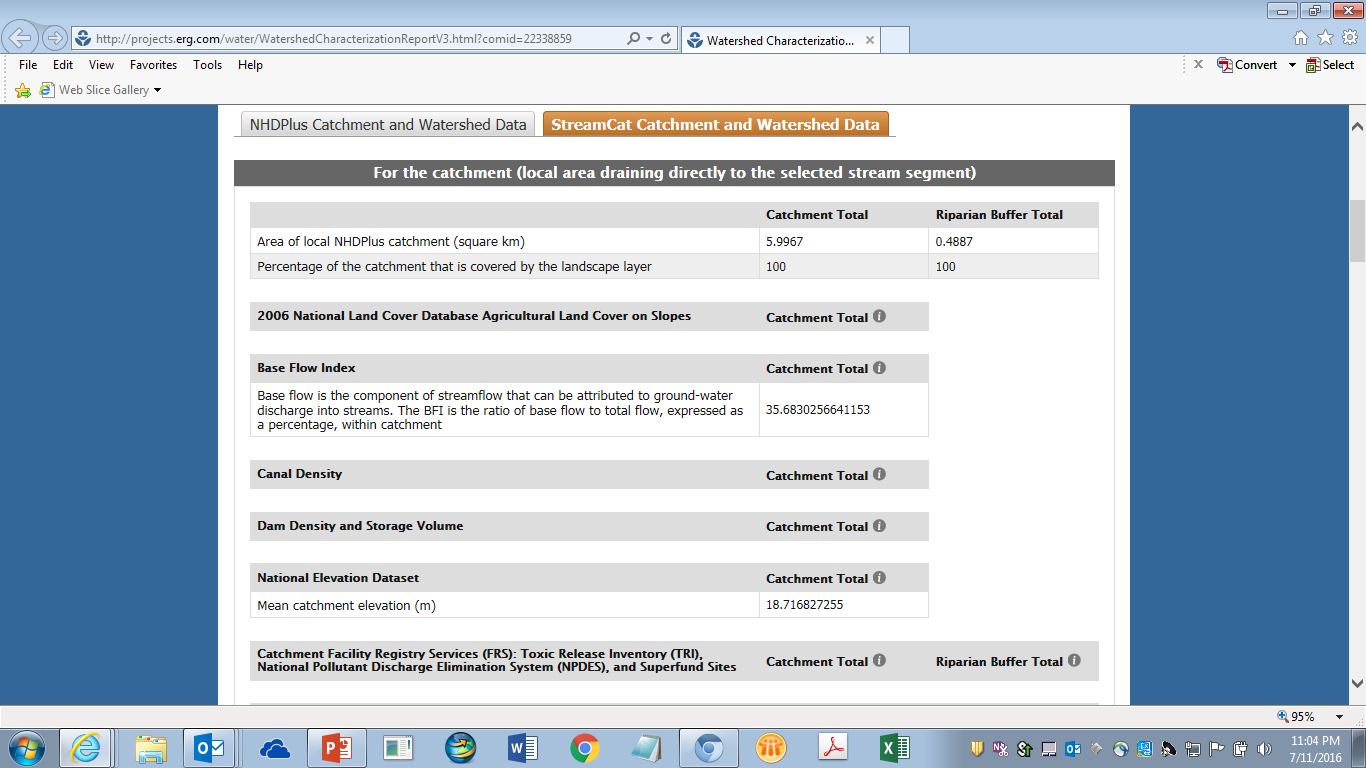 http://projects.erg.com/water/WatershedCharacterizationReportV3.html?comid=22338859
Watershed Characterizatio...
File Edit View Favorites Tools Help
Convert
Select
Web Slice Gallery
NHDPlus Catchment and Watershed Data
StreamCat Catchment and Watershed Data
For the catchment (local area draining directly to the selected stream segment)
Catchment Total Riparian Buffer Total
Area of local NHDPlus catchment (square km) 5.9967 0.4887
Percentage of the catchment that is covered by the landscape layer 100 100
2006 National Land Cover Database Agricultural Land Cover on Slopes Catchment Total
Base Flow Index Catchment Total
Base flow is the component of streamflow that can be attributed to ground-water
discharge into streams. The BFI is the ratio of base flow to total flow, expressed as
a percentage, within catchment
35.6830256641153
Canal Density Catchment Total
Dam Density and Storage Volume Catchment Total
National Elevation Dataset Catchment Total
Mean catchment elevation (m) 18.716827255
Catchment Facility Registry Services (FRS): Toxic Release Inventory (TRI),
National Pollutant Discharge Elimination System (NPDES), and Superfund Sites
Catchment Total Riparian Buffer Total
95%
11:04 PM
7/11/2016